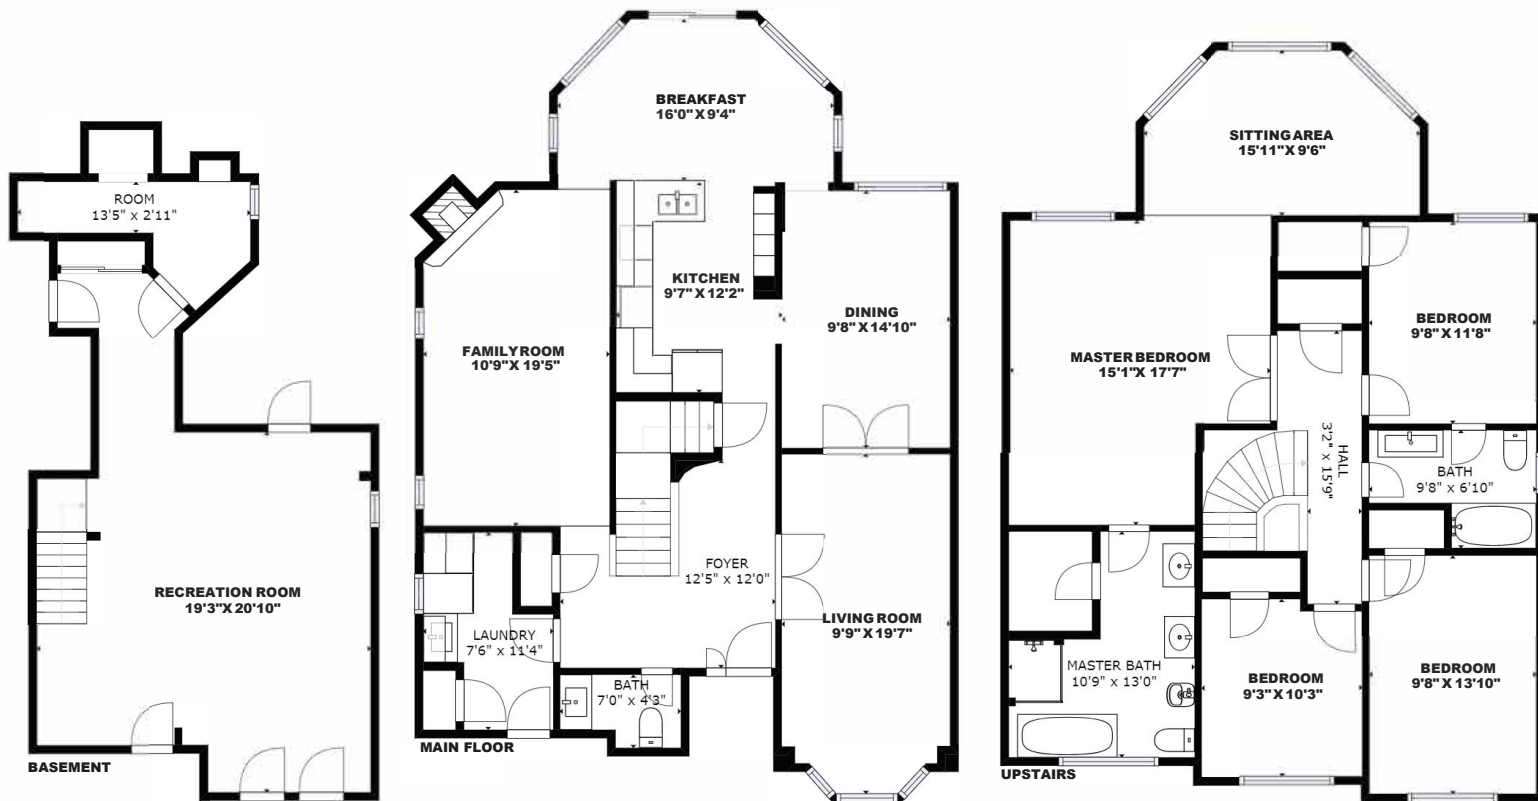 ROOM
13'5" x 2'11"
RECREATION ROOM
19'3" X 20'10"
BASEMENT
BREAKFAST
16'0" X 9'4"
KITCHEN
9'7" X 12'2"
DINING
9'8" X 14'10"
FAMILY ROOM
10'9" X 19'5"
FOYER
12'5" x 12'0"
LIVING ROOM
9'9" X 19'7"
LAUNDRY
7'6" x 11'4"
BATH
7'0" x 4'3"
MAIN FLOOR
SITTING AREA
15'11" X 9'6"
BEDROOM
9'8" X 11'8"
MASTER BEDROOM
15'1" X 17'7"
HALL
3'2" x 15'9"
BATH
9'8" x 6'10"
MASTER BATH
10'9" x 13'0"
BEDROOM
9'3" X 10'3"
BEDROOM
9'8" X 13'10"
UPSTAIRS